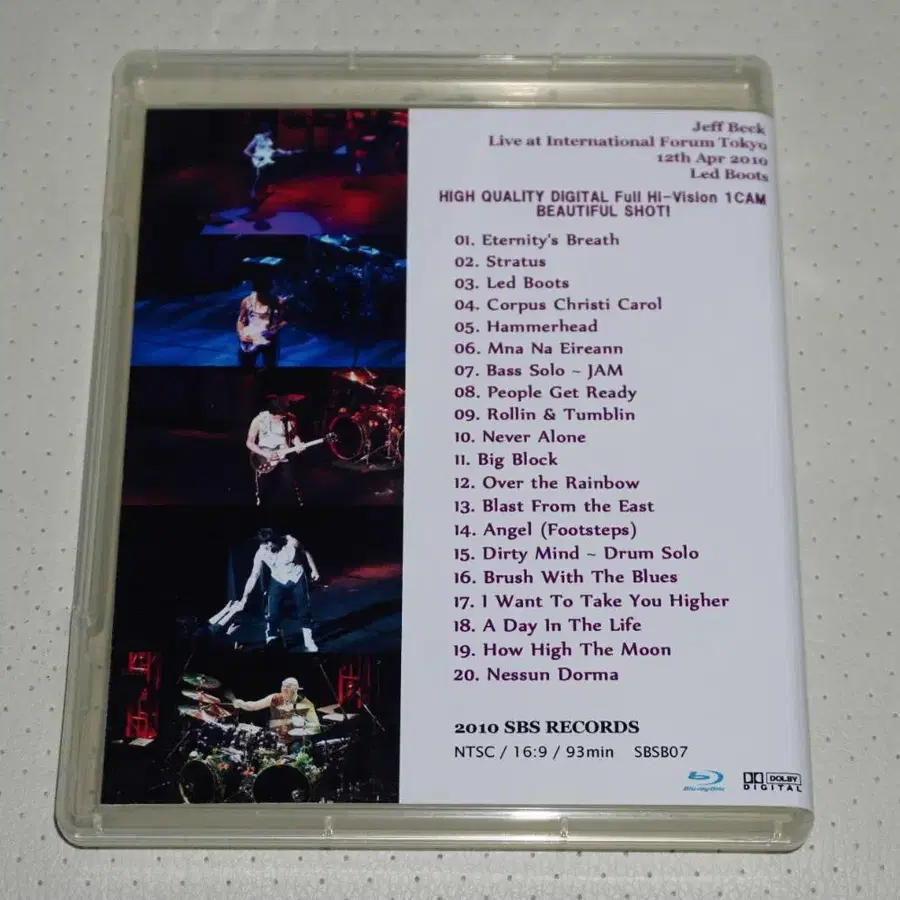 Jeff Beck
Live at International Forum Tokyo
12th Apr 2010
Led Boots
HIGH QUALITY DIGITAL Full Hi-Vision 1CAM
BEAUTIFUL SHOT!
01. Eternity's Breath
02. Stratus
03. Led Boots
04. Corpus Christi Carol
05. Hammerhead
06. Mna Na Eireann
07. Bass Solo ~ JAM
08. People Get Ready
09. Rollin & Tumblin
10. Never Alone
11. Big Block
12. Over the Rainbow
13. Blast From the East
14. Angel (Footsteps)
15. Dirty Mind ~ Drum Solo
16. Brush With The Blues
17. I Want To Take You Higher
18. A Day In The Life
19. How High The Moon
20. Nessun Dorma
2010 SBS RECORDS
NTSC / 16:9 / 93min SBSB07
Blu-ray Disc
DOLBY
DIGITAL